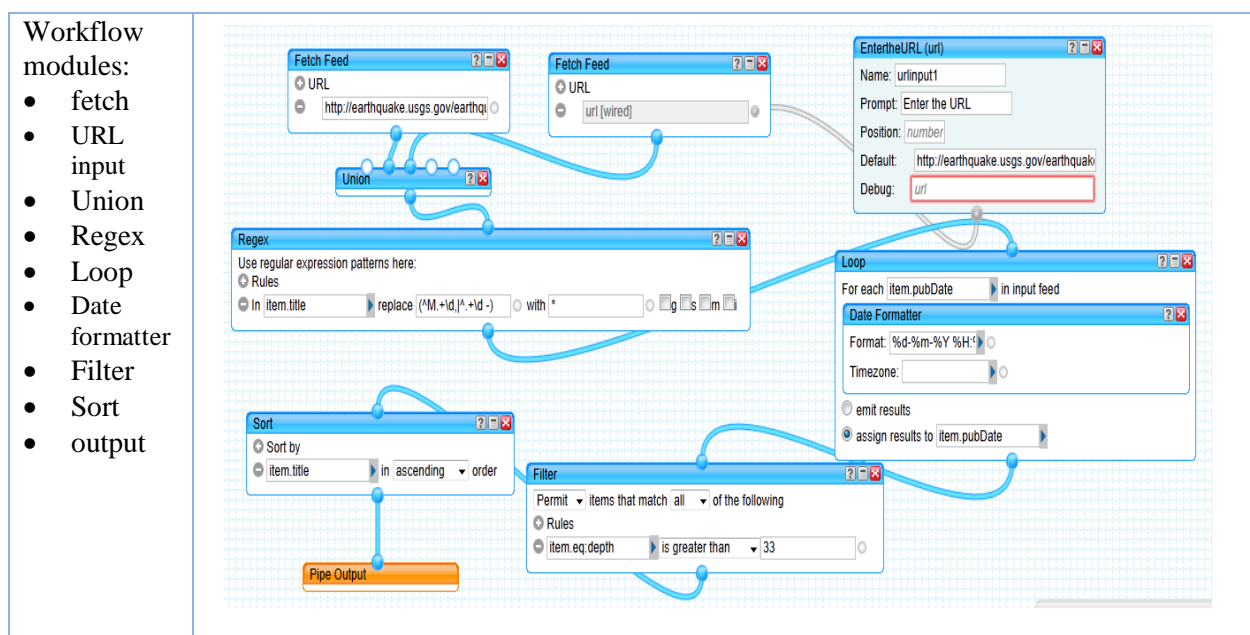 Workflow
modules:
• fetch
• URL
input
• Union
• Regex
• Loop
• Date
formatter
• Filter
• Sort
• output
Fetch Feed
URL
http://earthquake.usgs.gov/earthqu
Fetch Feed
URL
url [wired]
EntertheURL (url)
Name: urlinput1
Prompt: Enter the URL
Position: number
Default: http://earthquake.usgs.gov/earthquak
Debug: url
Union
Regex
Use regular expression patterns here:
Rules
In item.title replace (^M.+\d,|^.+\d -) with * g s m i
Loop
For each item.pubDate in input feed
Date Formatter
Format: %d-%m-%Y %H:%
Timezone:
emit results
assign results to item.pubDate
Sort
Sort by
item.title in ascending order
Filter
Permit items that match all of the following
Rules
item.eq:depth is greater than 33
Pipe Output